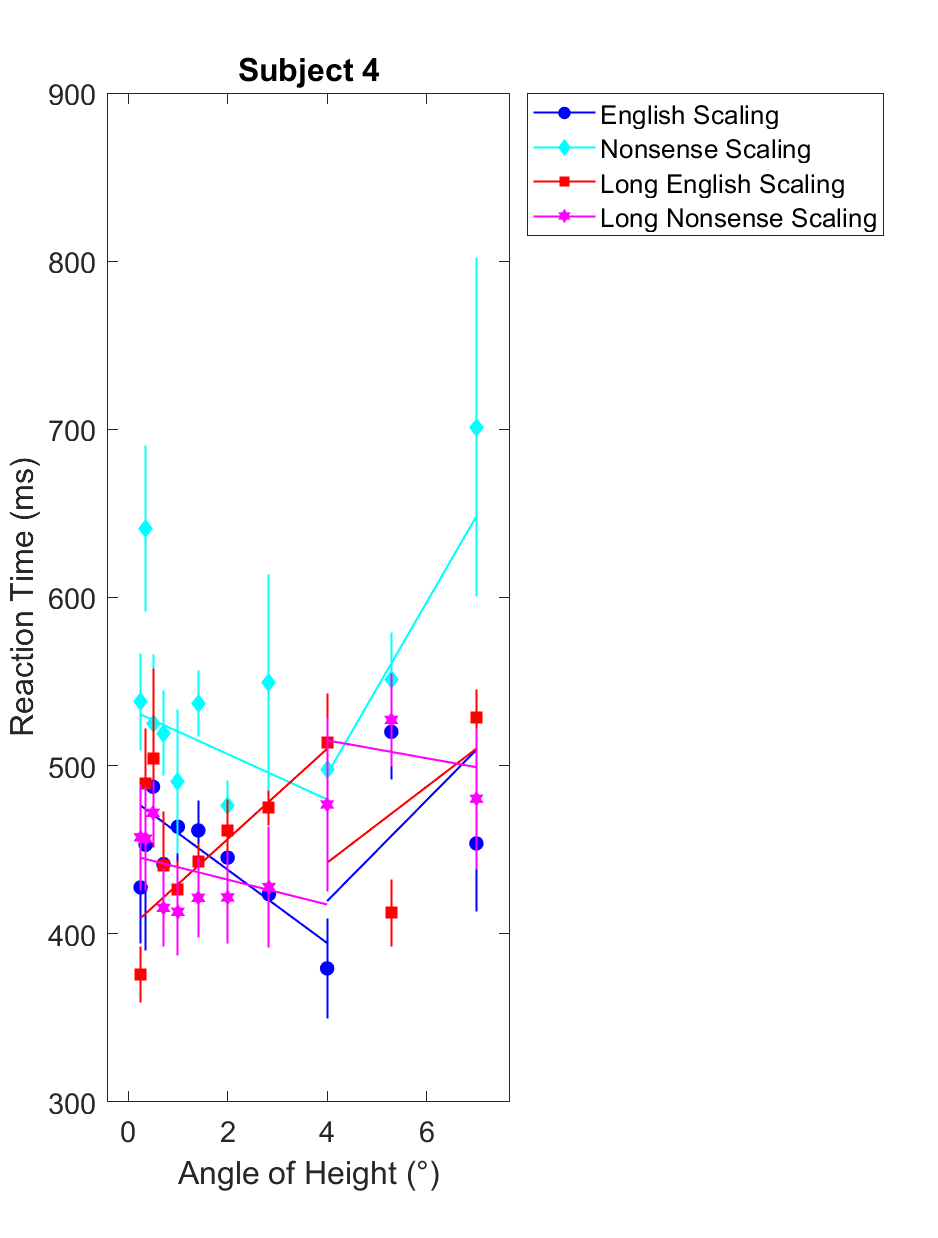 Subject 4
900
800
700
600
500
400
300
0 2 4 6
Reaction Time (ms)
Angle of Height (°)
English Scaling
Nonsense Scaling
Long English Scaling
Long Nonsense Scaling